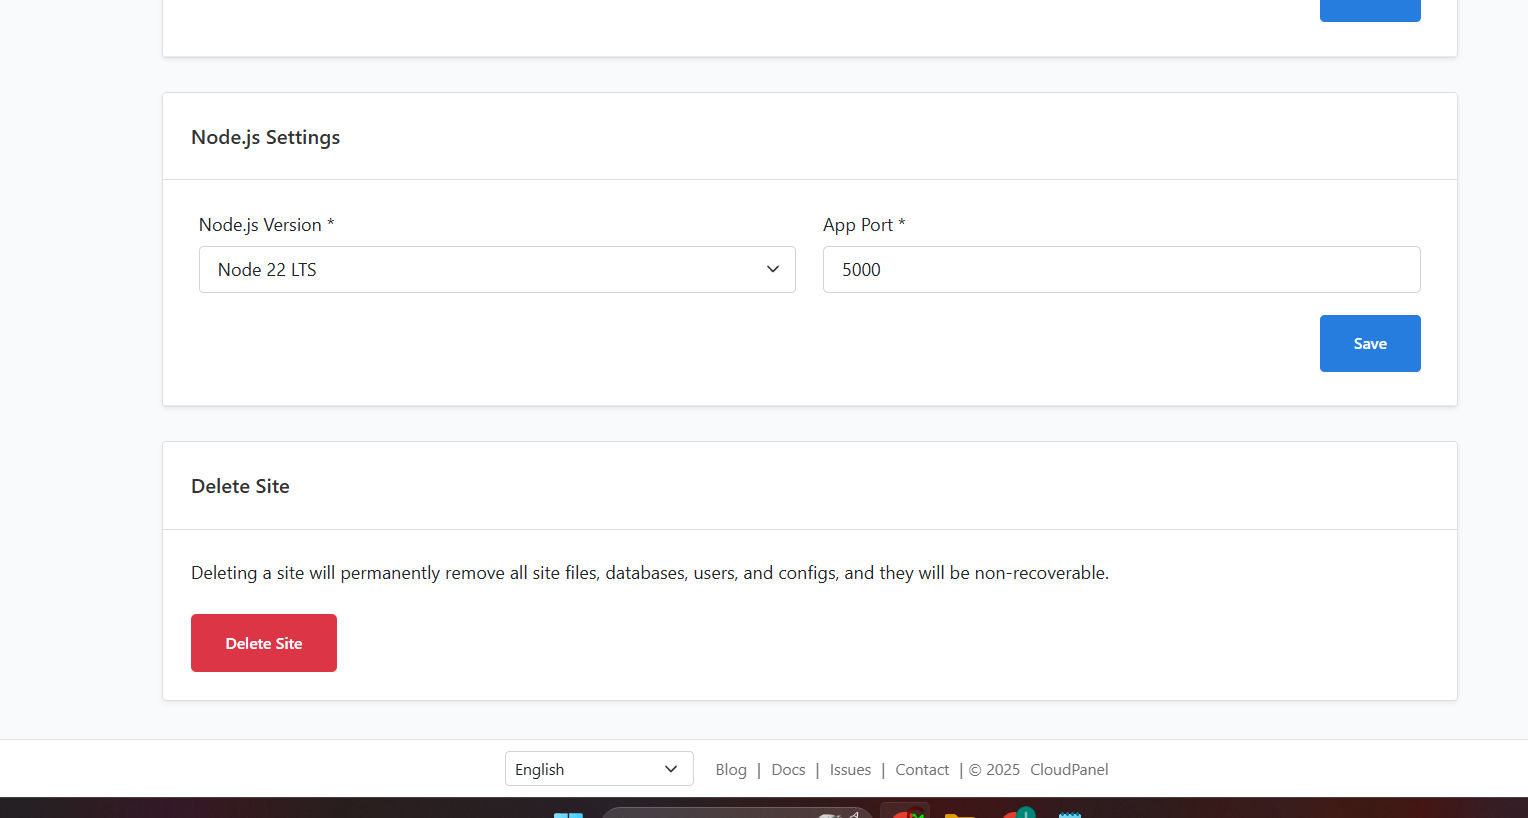 Node.js Settings
Node.js Version * App Port *
Node 22 LTS 5000
Save
Delete Site
Deleting a site will permanently remove all site files, databases, users, and configs, and they will be non-recoverable.
Delete Site
English Blog | Docs | Issues | Contact | © 2025 CloudPanel